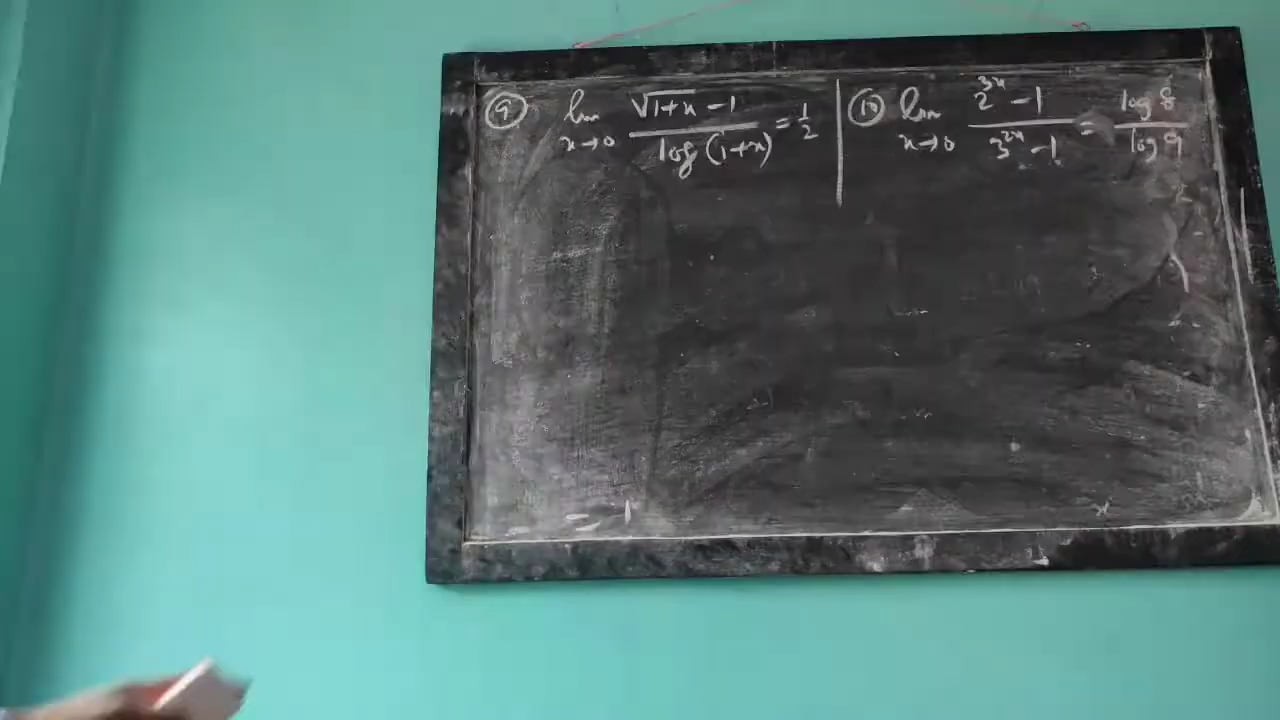 ⑨ lim x→0 √1+x - 1 / log (1+x) = 1/2
⑩ lim x→0 2^3x - 1 / 3^2x - 1 = log 8 / log 9
= 1